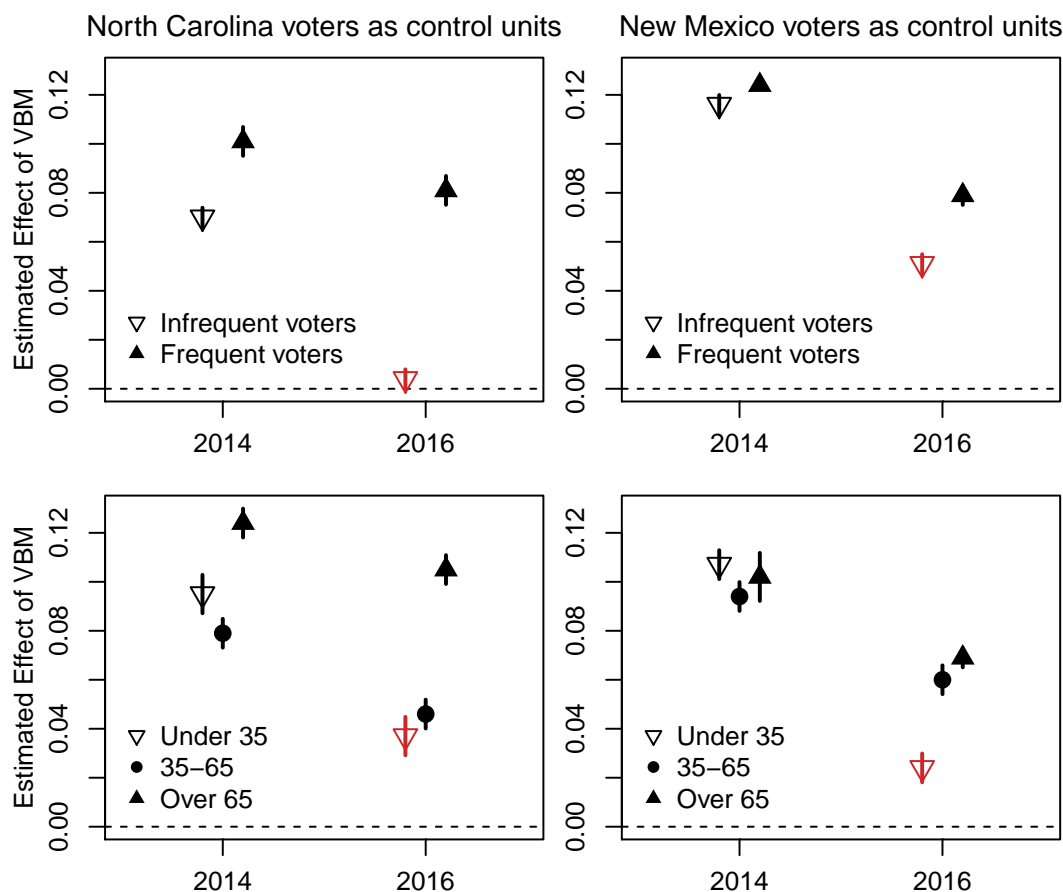 North Carolina voters as control units
New Mexico voters as control units
Estimated Effect of VBM
0.00
0.04
0.08
0.12
Infrequent voters
Frequent voters
2014
2016
0.00
0.04
0.08
0.12
Infrequent voters
Frequent voters
2014
2016
Estimated Effect of VBM
0.00
0.04
0.08
0.12
Under 35
35−65
Over 65
2014
2016
0.00
0.04
0.08
0.12
Under 35
35−65
Over 65
2014
2016